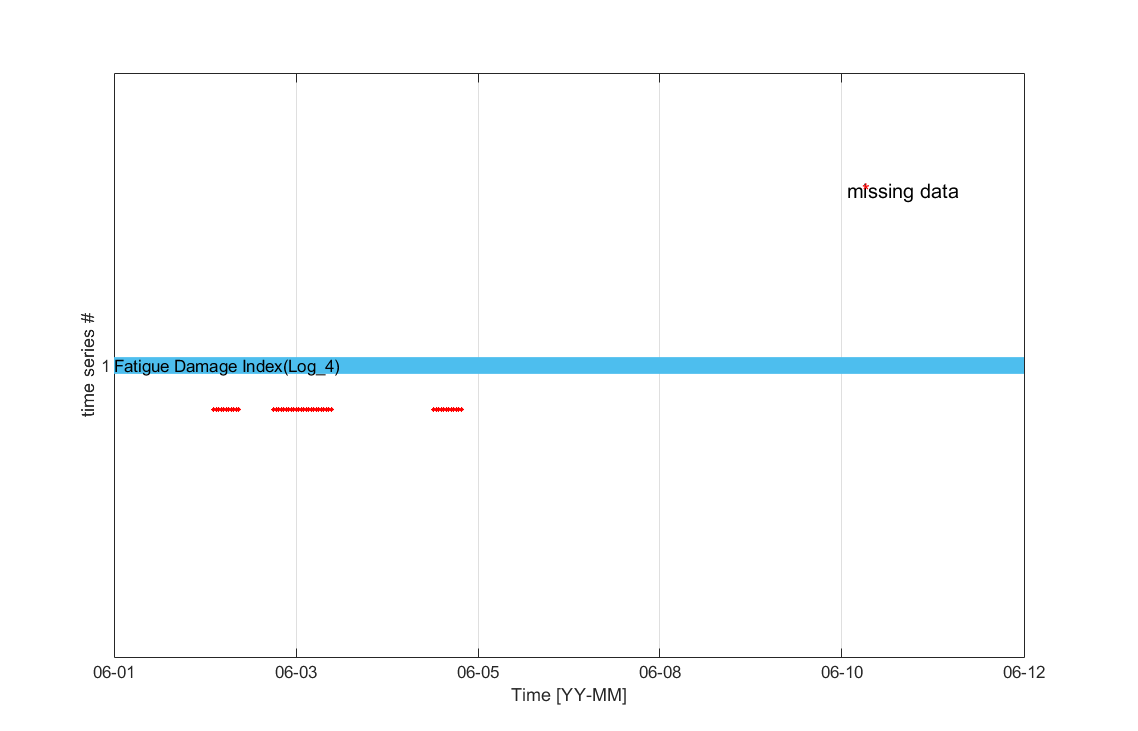 missing data
time series #
1 Fatigue Damage Index(Log_4)
06-01 06-03 06-05 06-08 06-10 06-12
Time [YY-MM]